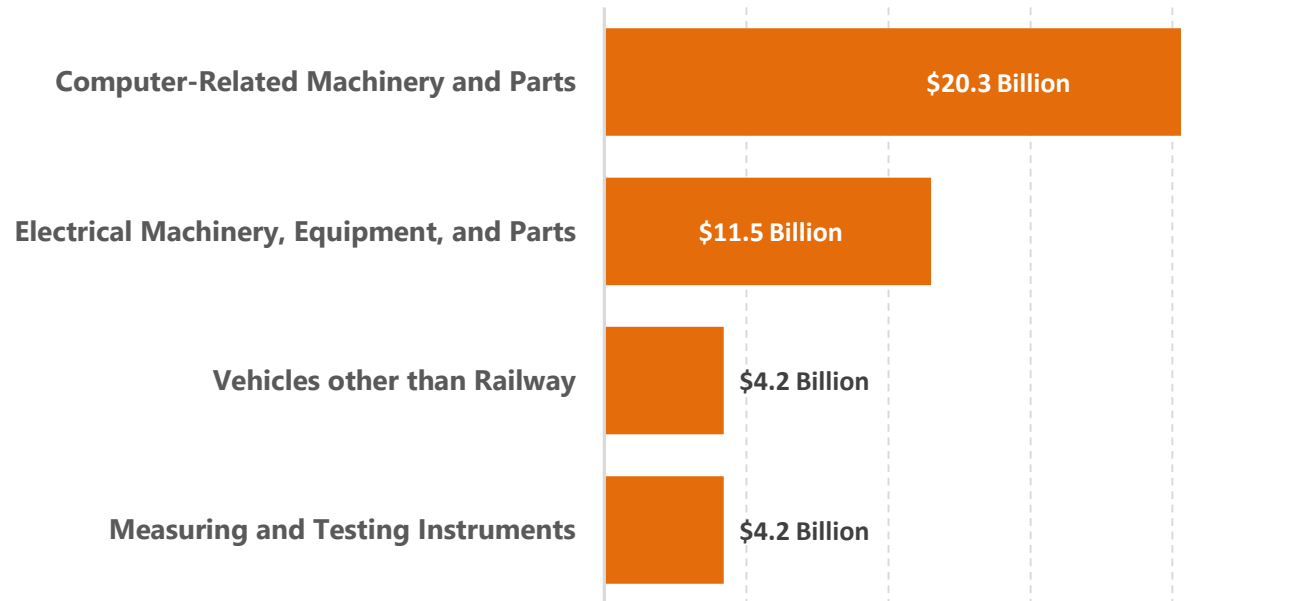 Computer-Related Machinery and Parts
$20.3 Billion
Electrical Machinery, Equipment, and Parts
$11.5 Billion
Vehicles other than Railway
$4.2 Billion
Measuring and Testing Instruments
$4.2 Billion